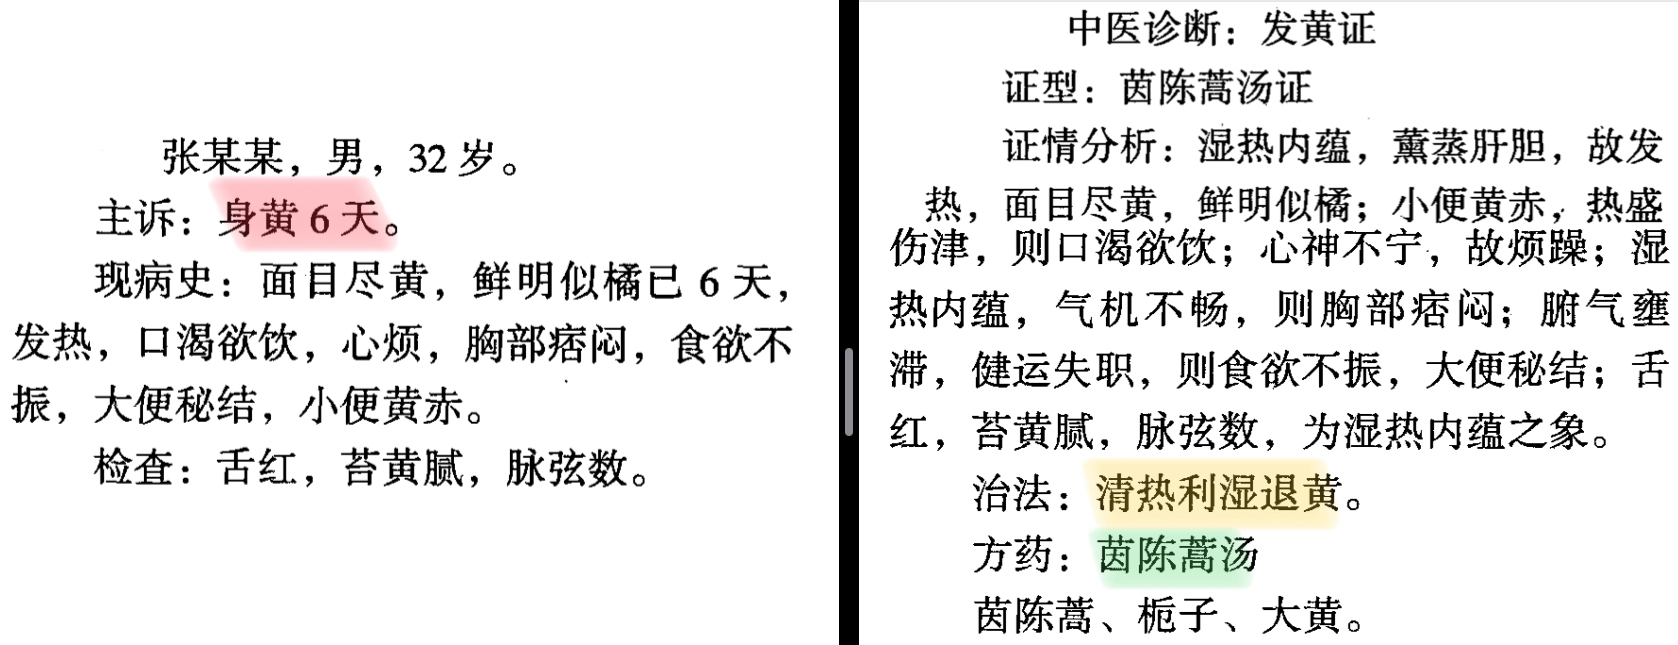 张某某，男，32岁。
主诉：身黄6天。
现病史：面目尽黄，鲜明似橘已6天，
发热，口渴欲饮，心烦，胸部痞闷，食欲不
振，大便秘结，小便黄赤。
检查：舌红，苔黄腻，脉弦数。
中医诊断：发黄证
证型：茵陈蒿汤证
证情分析：湿热内蕴，薰蒸肝胆，故发
热，面目尽黄，鲜明似橘；小便黄赤，热盛
伤津，则口渴欲饮；心神不宁，故烦躁；湿
热内蕴，气机不畅，则胸部痞闷；腑气壅
滞，健运失职，则食欲不振，大便秘结；舌
红，苔黄腻，脉弦数，为湿热内蕴之象。
治法：清热利湿退黄。
方药：茵陈蒿汤
茵陈蒿、栀子、大黄。